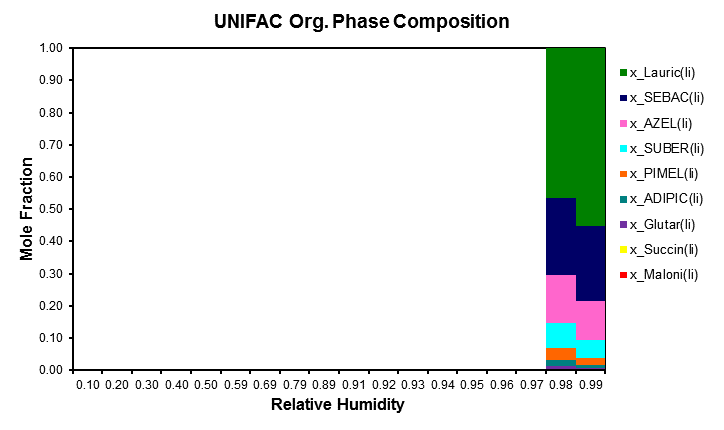 UNIFAC Org. Phase Composition
1.00
0.90
0.80
0.70
0.60
0.50
0.40
0.30
0.20
0.10
0.00
Mole Fraction
0.10 0.20 0.30 0.40 0.50 0.59 0.69 0.79 0.89 0.91 0.92 0.93 0.94 0.95 0.96 0.97 0.98 0.99
Relative Humidity
x_Lauric(li)
x_SEBAC(li)
x_AZEL(li)
x_SUBER(li)
x_PIMEL(li)
x_ADIPIC(li)
x_Glutar(li)
x_Succin(li)
x_Maloni(li)